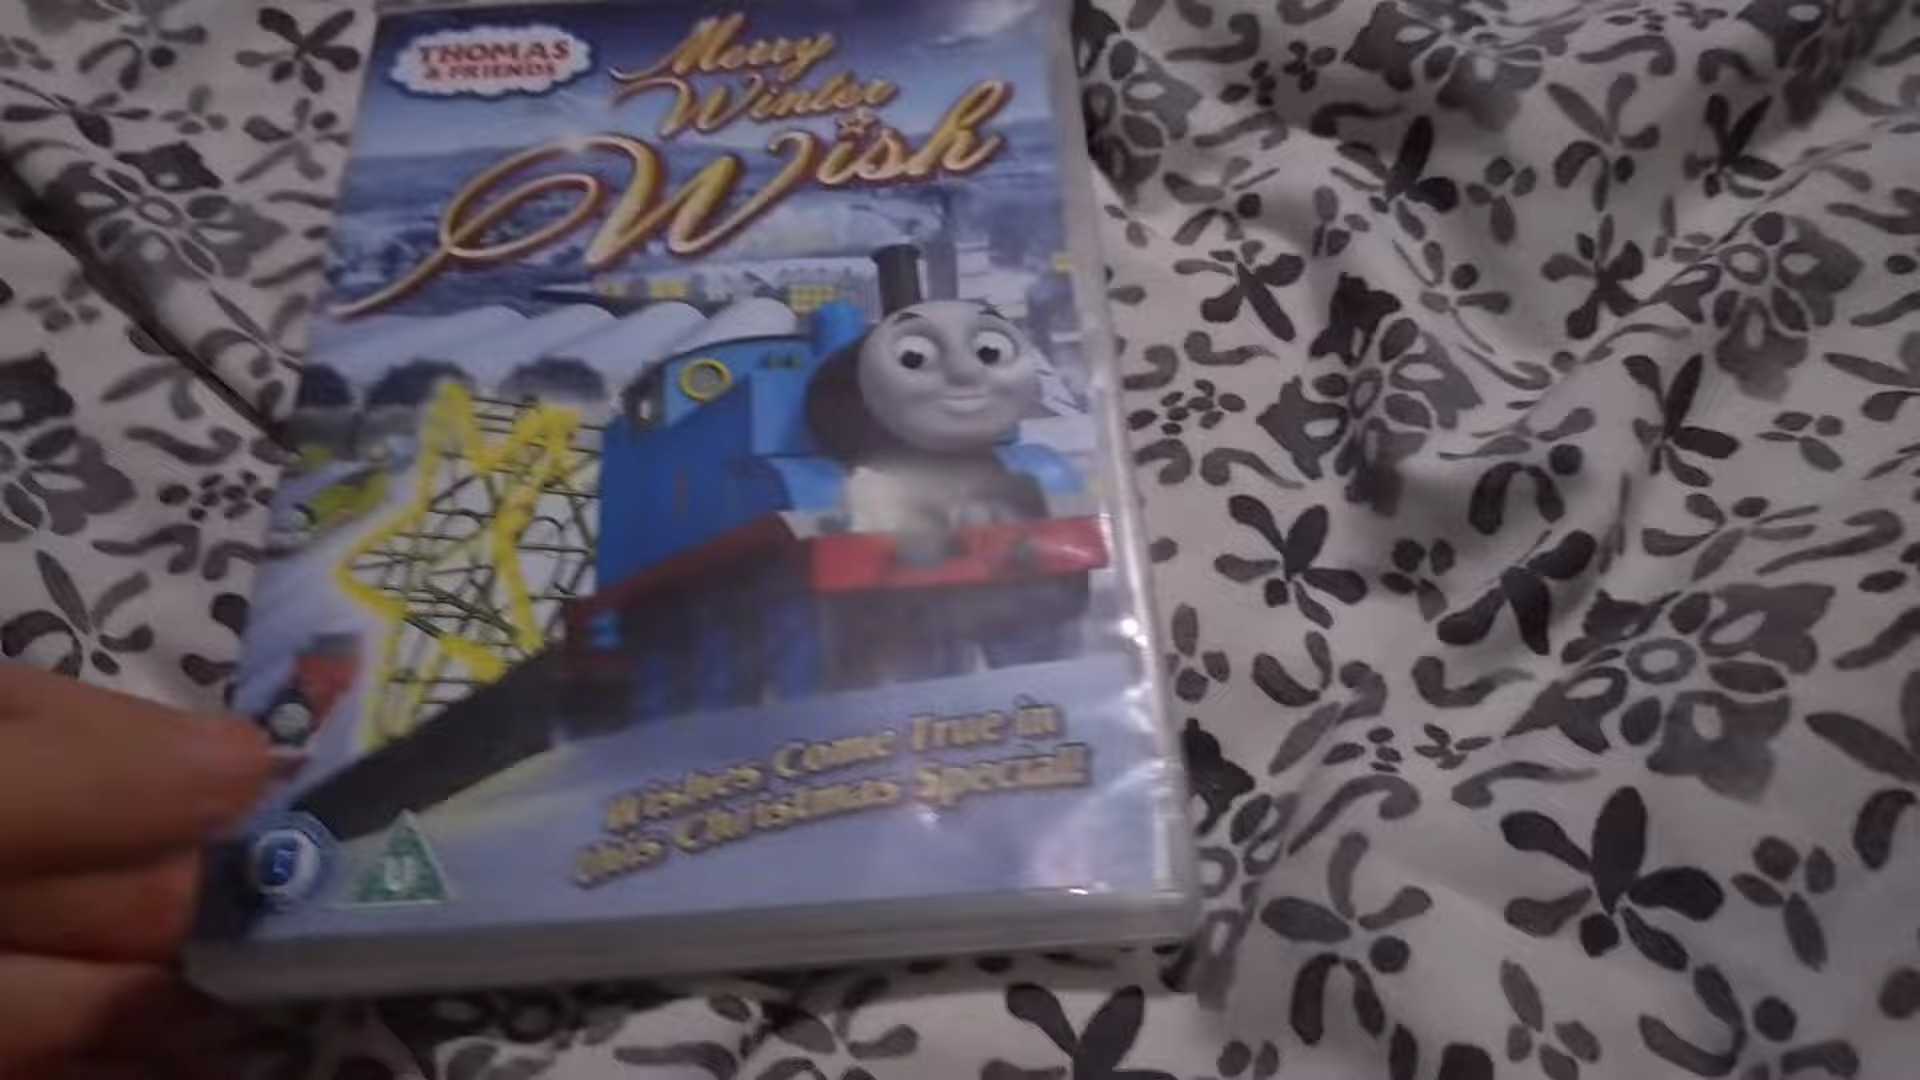 THOMAS
& FRIENDS
Merry
Winter
Wish
Wishes Come True in
this Christmas Special!
U